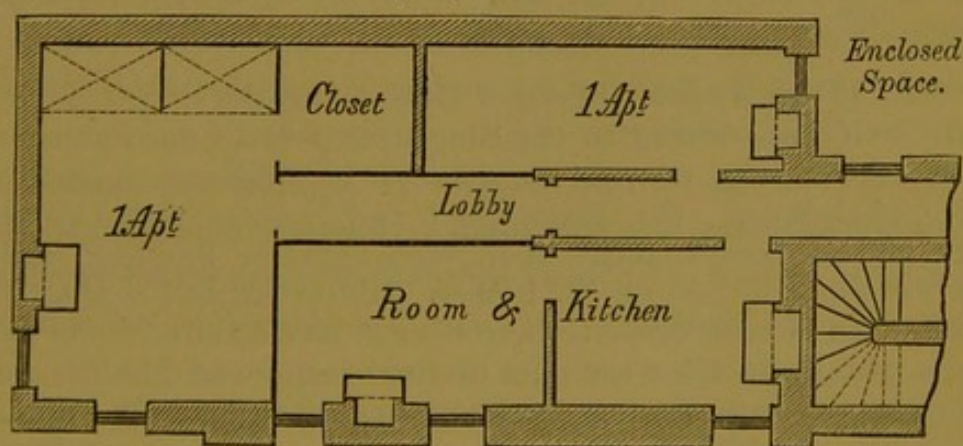 Enclosed
Space.
Closet
1 Apt
Lobby
1 Apt
Room & Kitchen